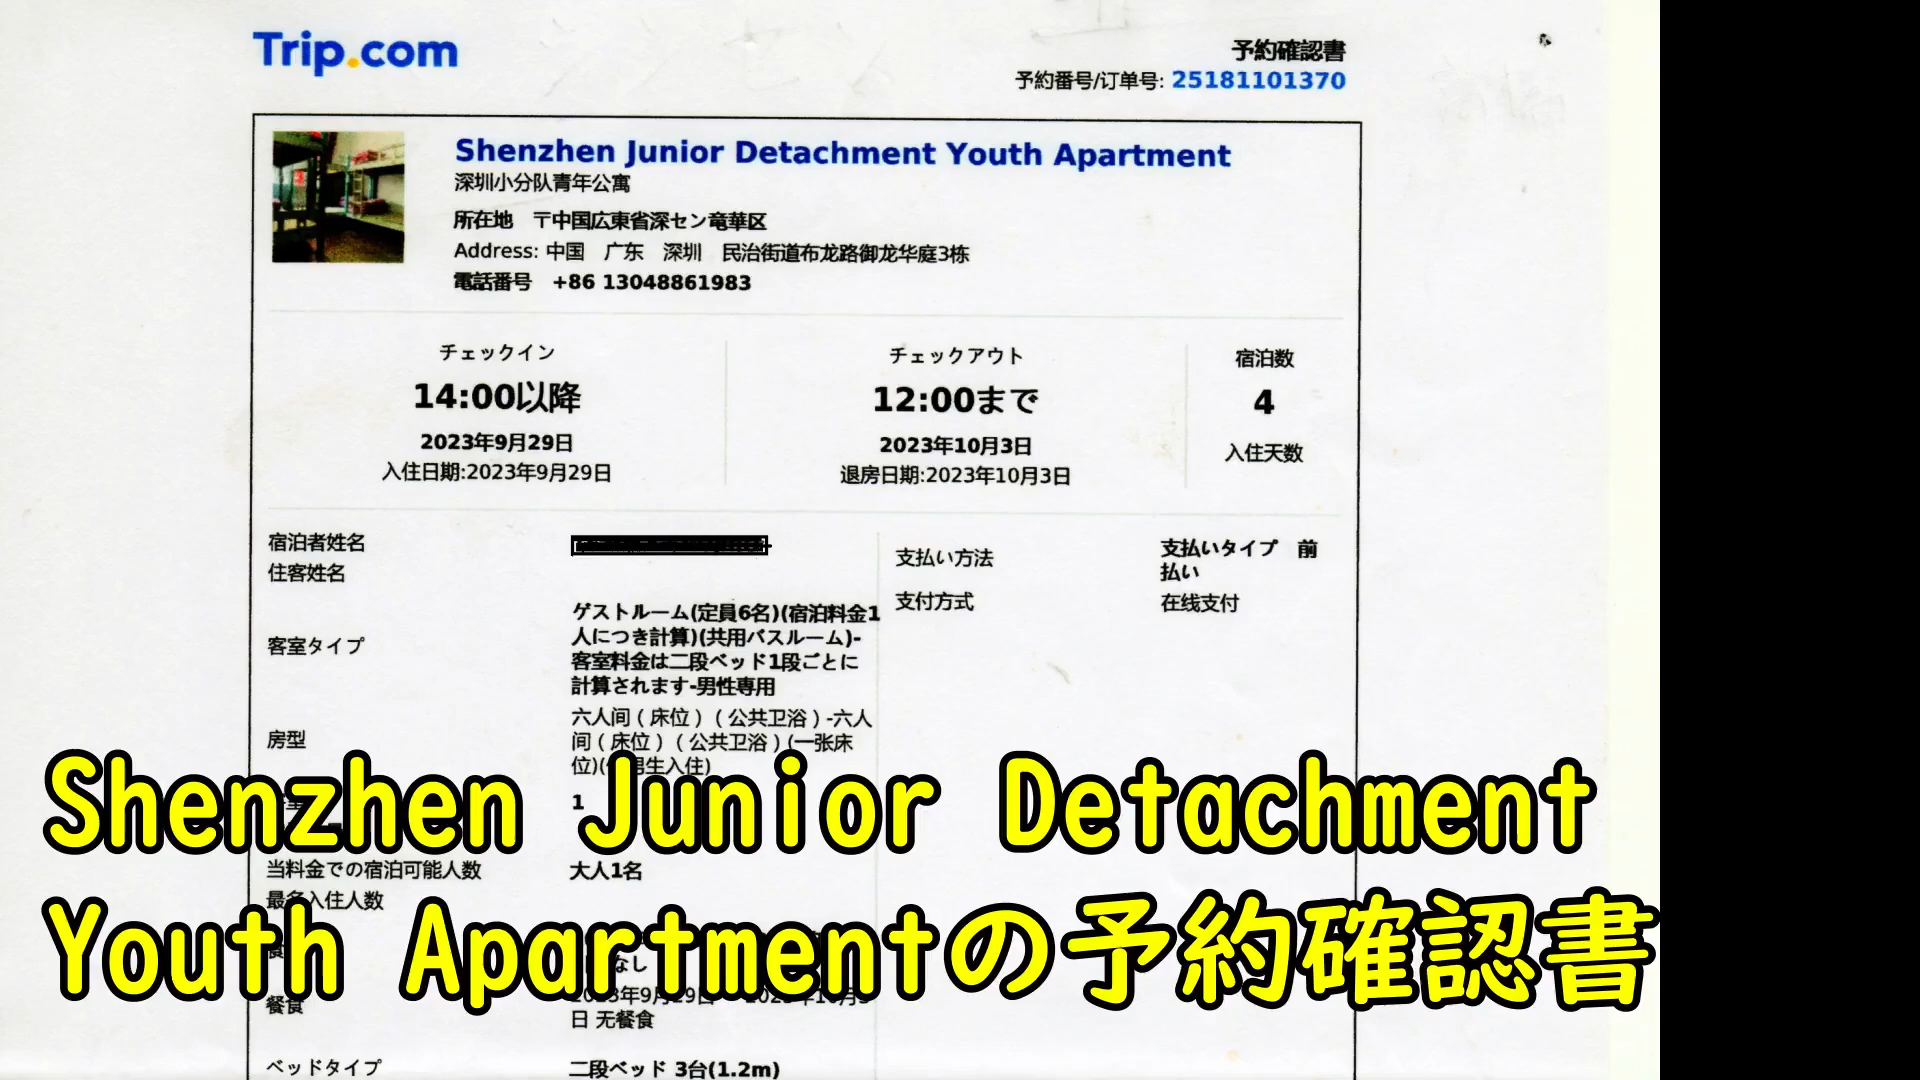 Trip.com
予約確認書
予約番号/订单号: 25181101370
Shenzhen Junior Detachment Youth Apartment
深圳小分队青年公寓
所在地　〒中国広東省深セン竜華区
Address: 中国　广东　深圳　民治街道布龙路御龙华庭3栋
電話番号　+86 13048861983
チェックイン
14:00以降
2023年9月29日
入住日期:2023年9月29日
チェックアウト
12:00まで
2023年10月3日
退房日期:2023年10月3日
宿泊数
4
入住天数
宿泊者姓名
住客姓名
支払い方法
支払いタイプ　前
払い
支付方式
在线支付
客室タイプ
ゲストルーム(定員6名)(宿泊料金1
人につき計算)(共用バスルーム)-
客室料金は二段ベッド1段ごとに
計算されます-男性専用
房型
六人间（床位）（公共卫浴）-六人
间（床位）（公共卫浴）(一张床
位)(男生入住)
1
当料金での宿泊可能人数
大人1名
最多入住人数
なし
餐食
日 无餐食
ベッドタイプ
二段ベッド 3台(1.2m)
Shenzhen Junior Detachment
Youth Apartmentの予約確認書